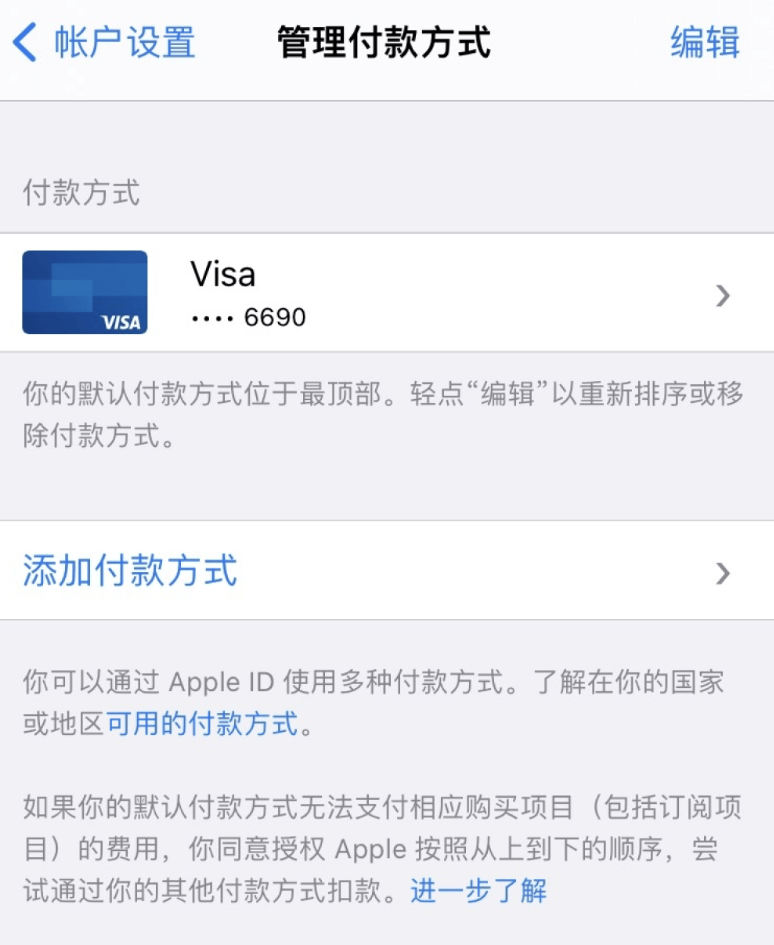 帐户设置 管理付款方式 编辑
付款方式
VISA
Visa
•••• 6690
你的默认付款方式位于最顶部。轻点“编辑”以重新排序或移
除付款方式。
添加付款方式
你可以通过 Apple ID 使用多种付款方式。了解在你的国家
或地区可用的付款方式。
如果你的默认付款方式无法支付相应购买项目（包括订阅项
目）的费用，你同意授权 Apple 按照从上到下的顺序，尝
试通过你的其他付款方式扣款。进一步了解